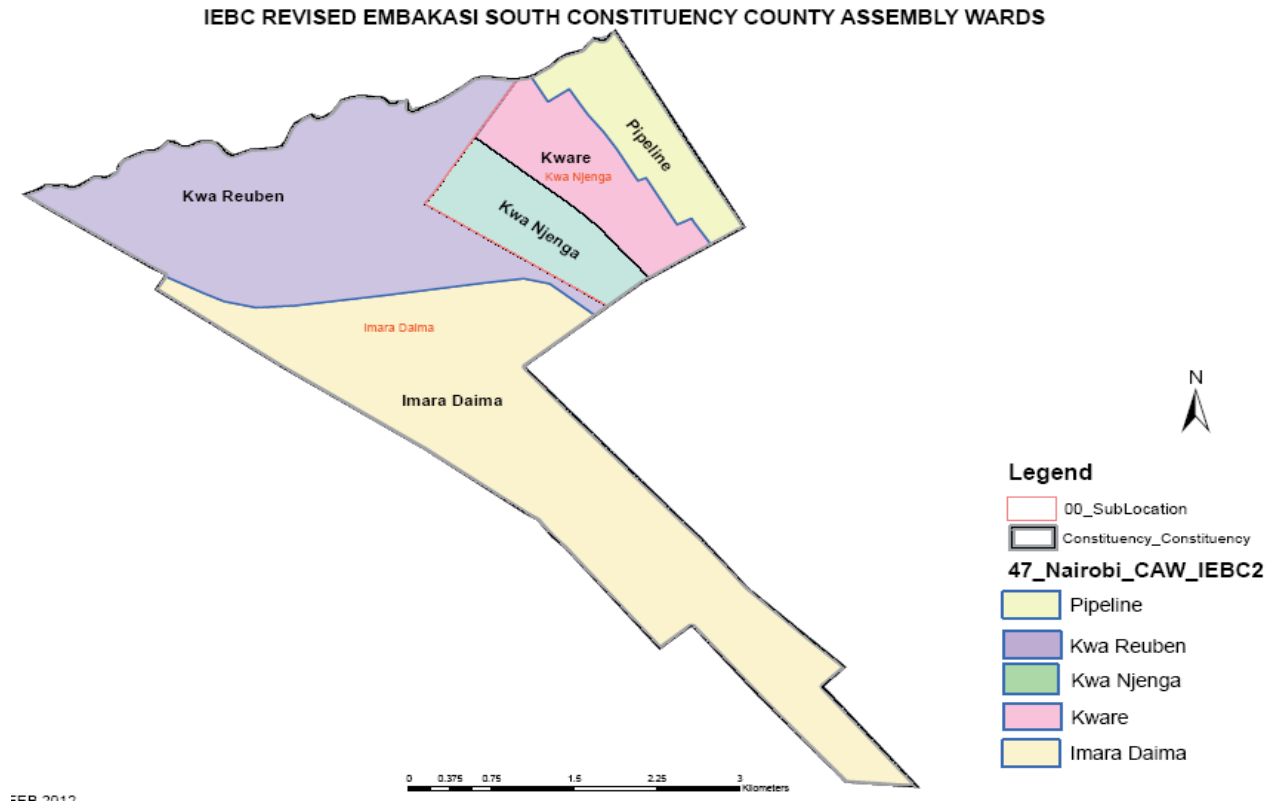 IEBC REVISED EMBAKASI SOUTH CONSTITUENCY COUNTY ASSEMBLY WARDS
Pipeline
Kware
Kwa Njenga
Kwa Reuben
Kwa Njenga
Imara Daima
Imara Daima
N
Legend
00_SubLocation
Constituency_Constituency
47_Nairobi_CAW_IEBC2
Pipeline
Kwa Reuben
Kwa Njenga
Kware
Imara Daima
0 0.375 0.75 1.5 2.25 3
Kilometers
FEB 2012